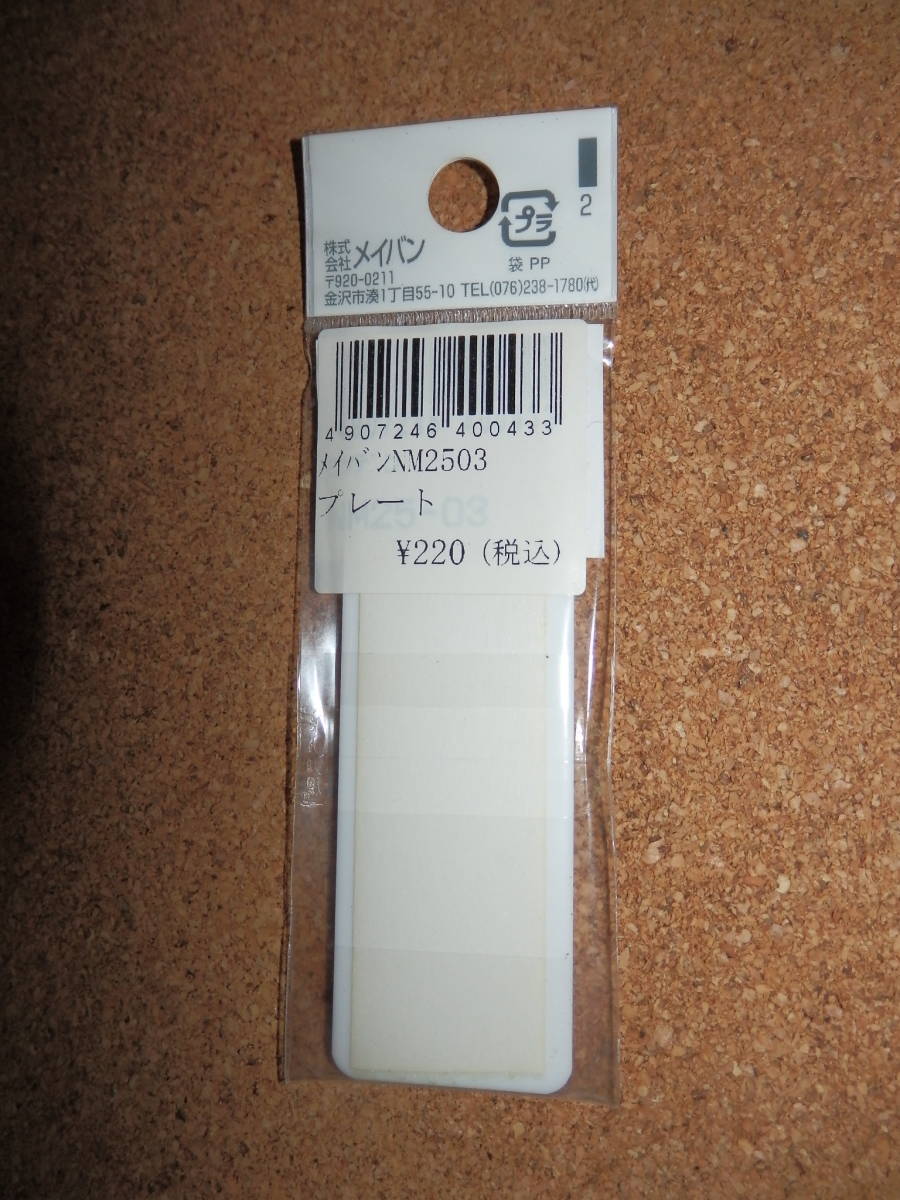 2
プラ
袋 PP
株式会社メイバン
〒920-0211
金沢市湊1丁目55-10 TEL(076)238-1780㈹
4 907246 400433
ﾒｲﾊﾞﾝNM2503
プレート
NM25-03
¥220 (税込)